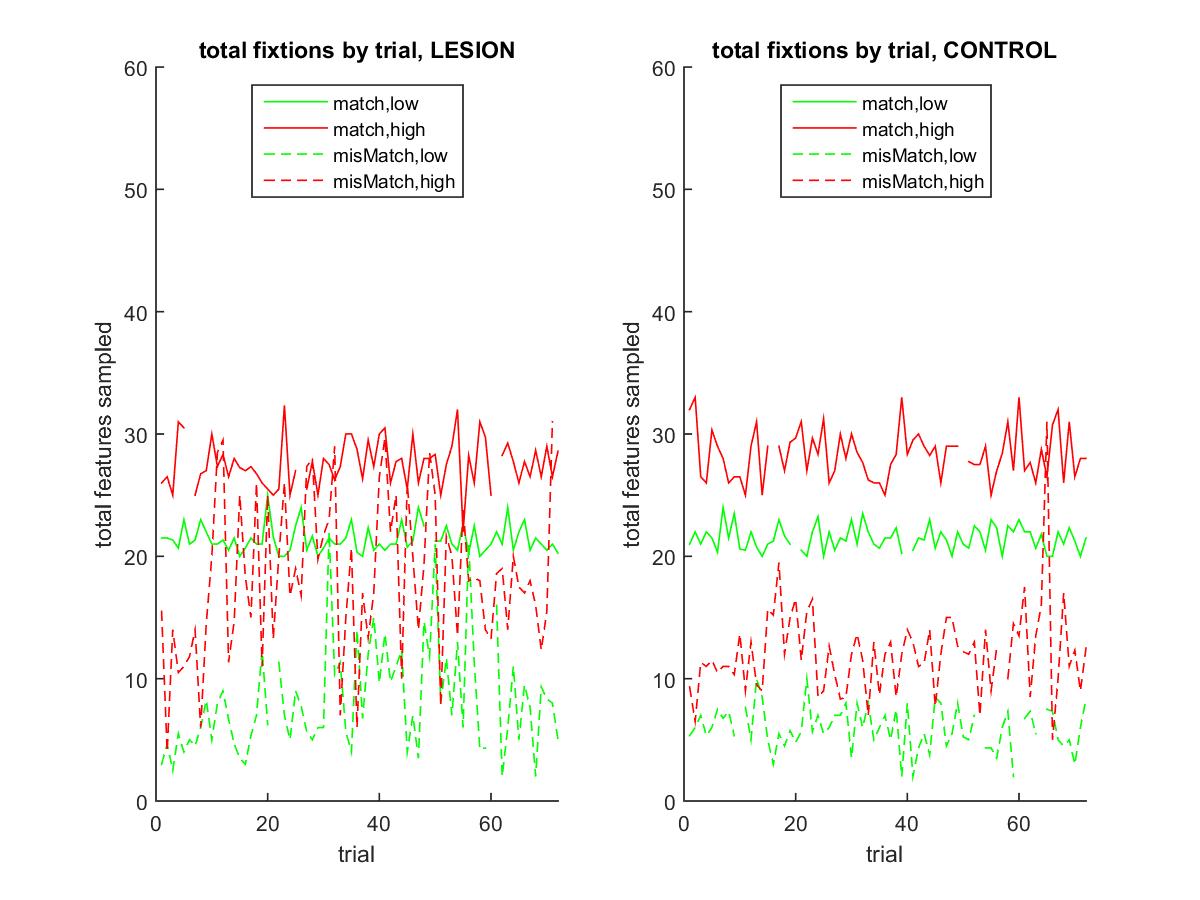 total fixtions by trial, LESION
60
50
40
30
20
10
0
0 20 40 60
trial
total features sampled
match,low
match,high
misMatch,low
misMatch,high
total fixtions by trial, CONTROL
60
50
40
30
20
10
0
0 20 40 60
trial
total features sampled
match,low
match,high
misMatch,low
misMatch,high